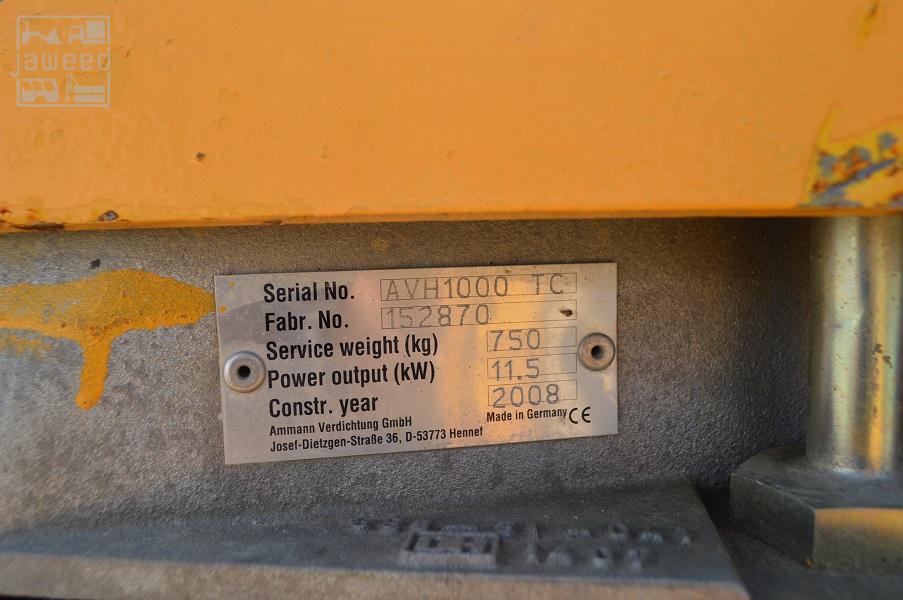 jaweed
Serial No. AVH1000 TC
Fabr. No. 152870
Service weight (kg) 750
Power output (kW) 11.5
Constr. year 2008
Ammann Verdichtung GmbH Made in Germany CE
Josef-Dietzgen-Straße 36, D-53773 Hennef